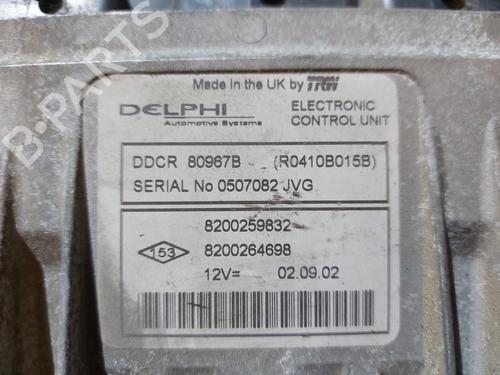 B-PARTS
Made in the UK by TRW
DELPHI
Automotive Systems
ELECTRONIC
CONTROL UNIT
DDCR 80967B (R0410B015B)
SERIAL No 0507082 JVG
8200259832
153
8200264698
12V= 02.09.02